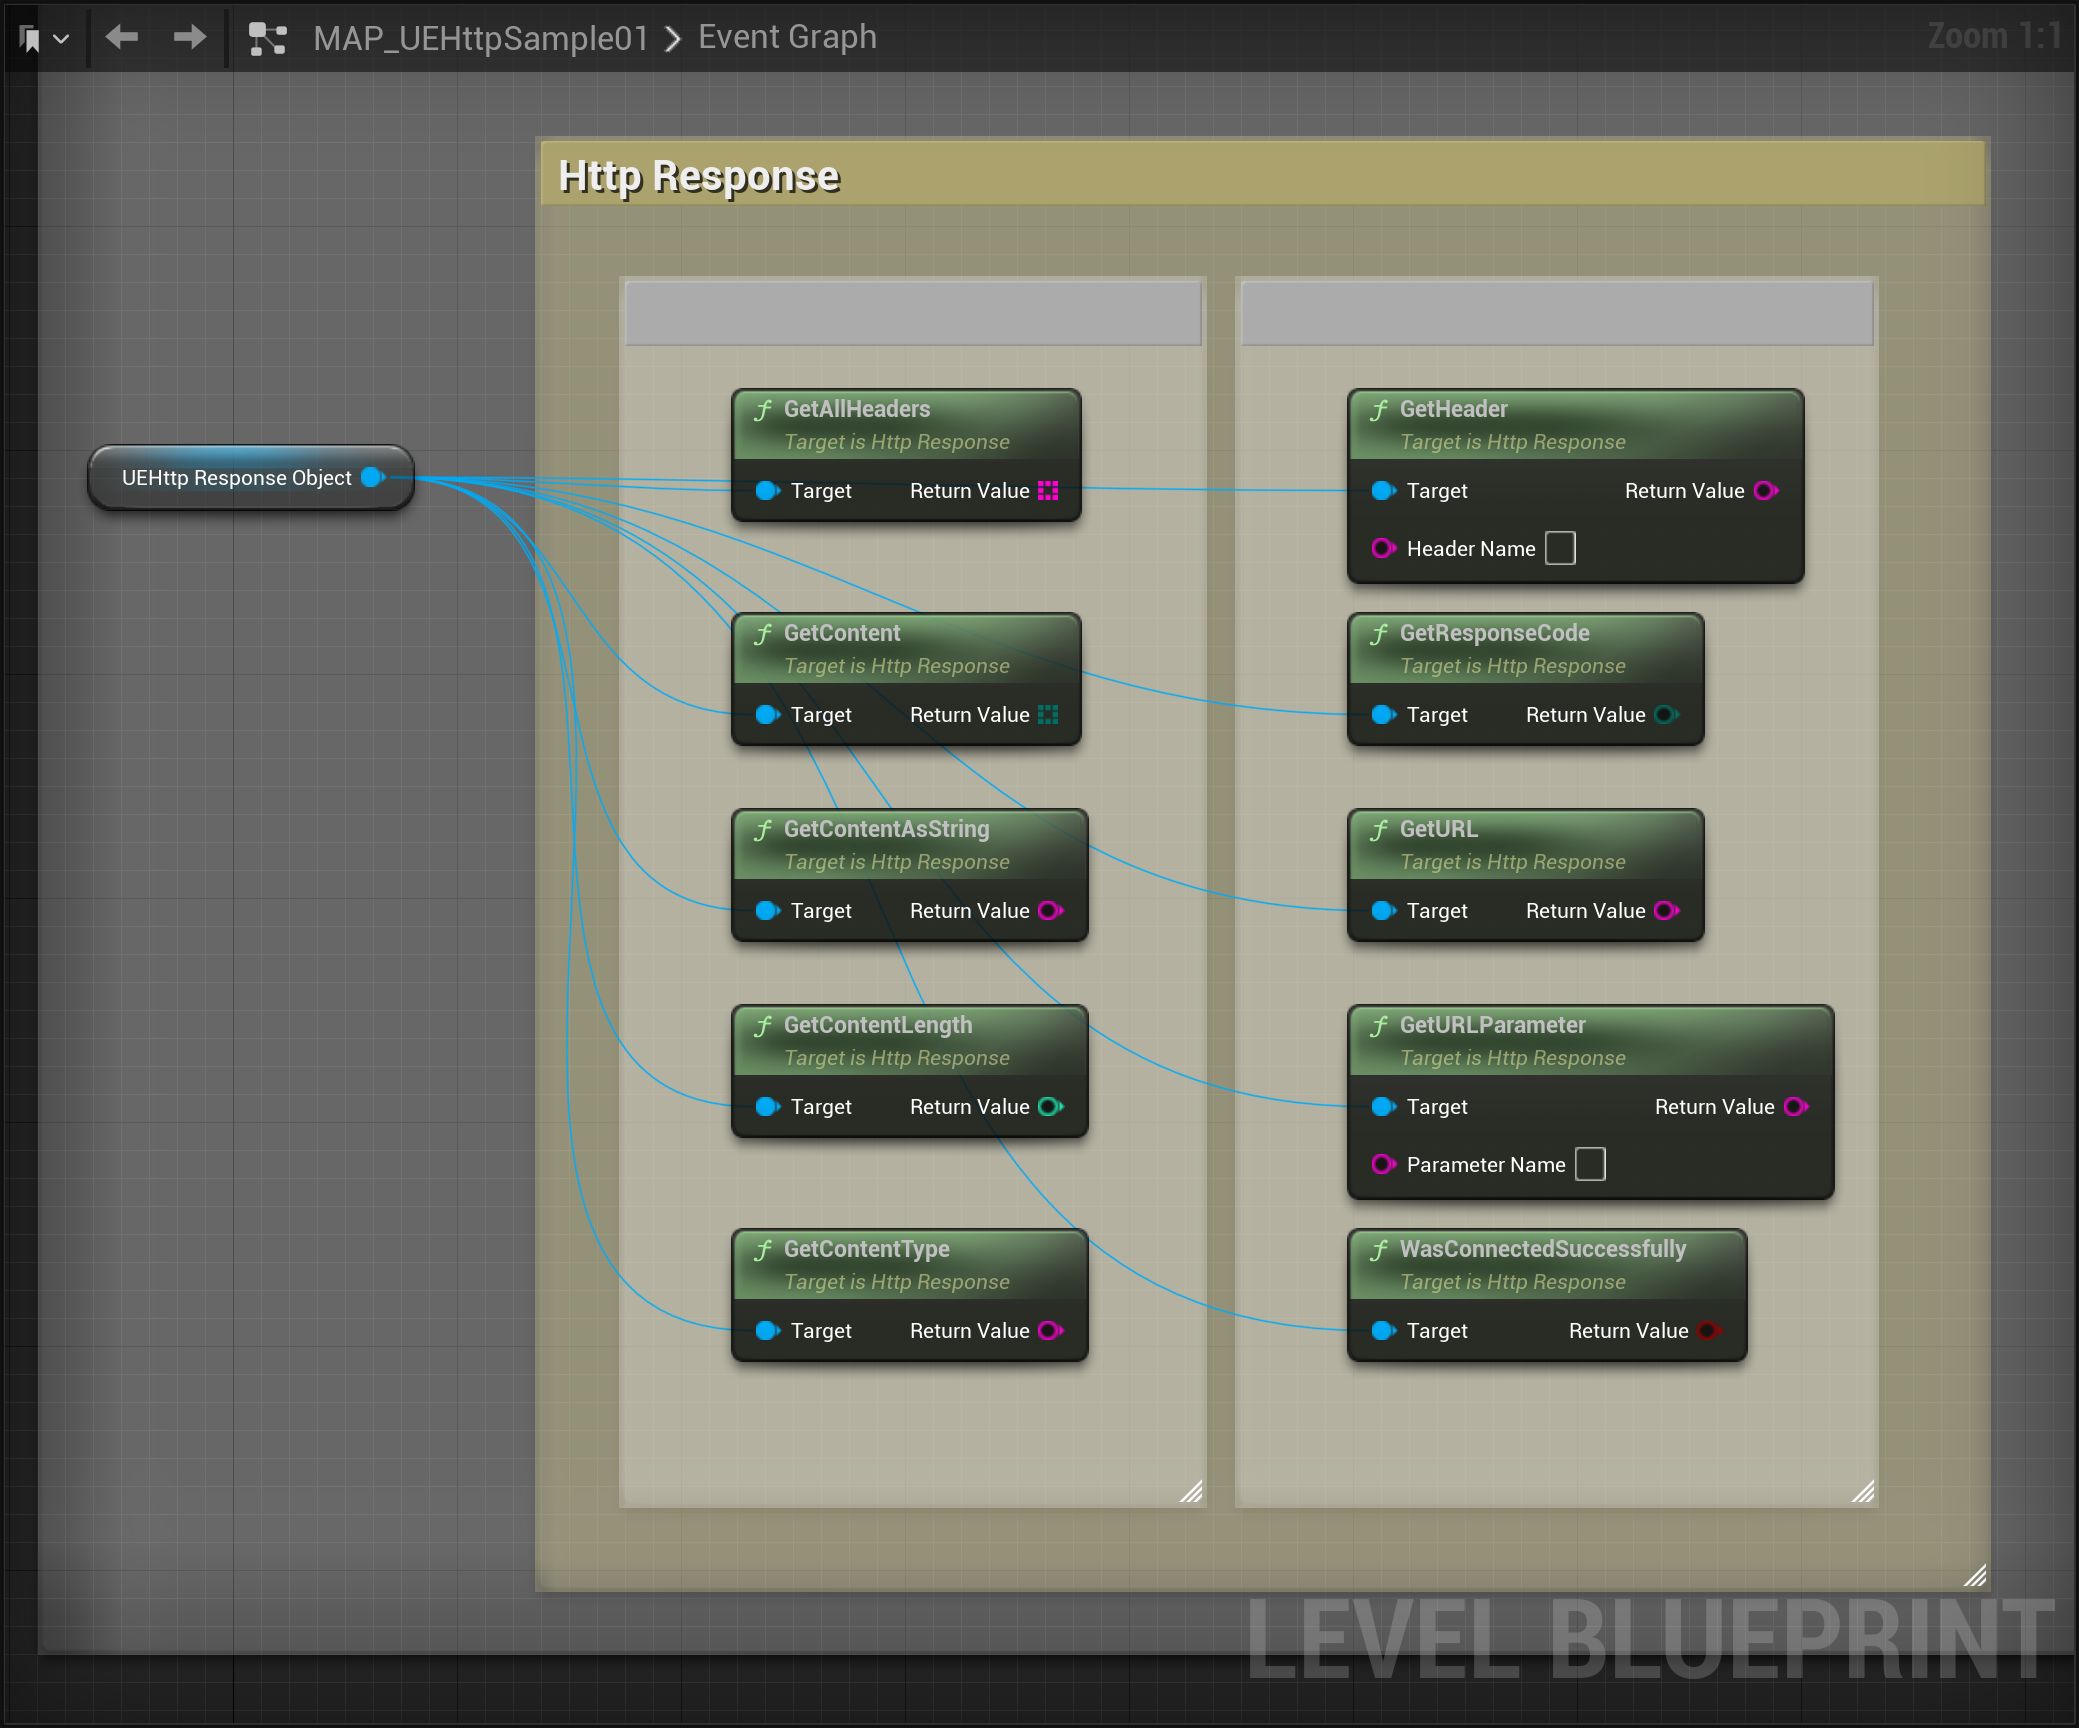 MAP_UEHttpSample01 > Event Graph
Zoom 1:1
Http Response
UEHttp Response Object
GetAllHeaders
Target is Http Response
Target Return Value
GetContent
Target is Http Response
Target Return Value
GetContentAsString
Target is Http Response
Target Return Value
GetContentLength
Target is Http Response
Target Return Value
GetContentType
Target is Http Response
Target Return Value
GetHeader
Target is Http Response
Target Return Value
Header Name
GetResponseCode
Target is Http Response
Target Return Value
GetURL
Target is Http Response
Target Return Value
GetURLParameter
Target is Http Response
Target Return Value
Parameter Name
WasConnectedSuccessfully
Target is Http Response
Target Return Value
LEVEL BLUEPRINT